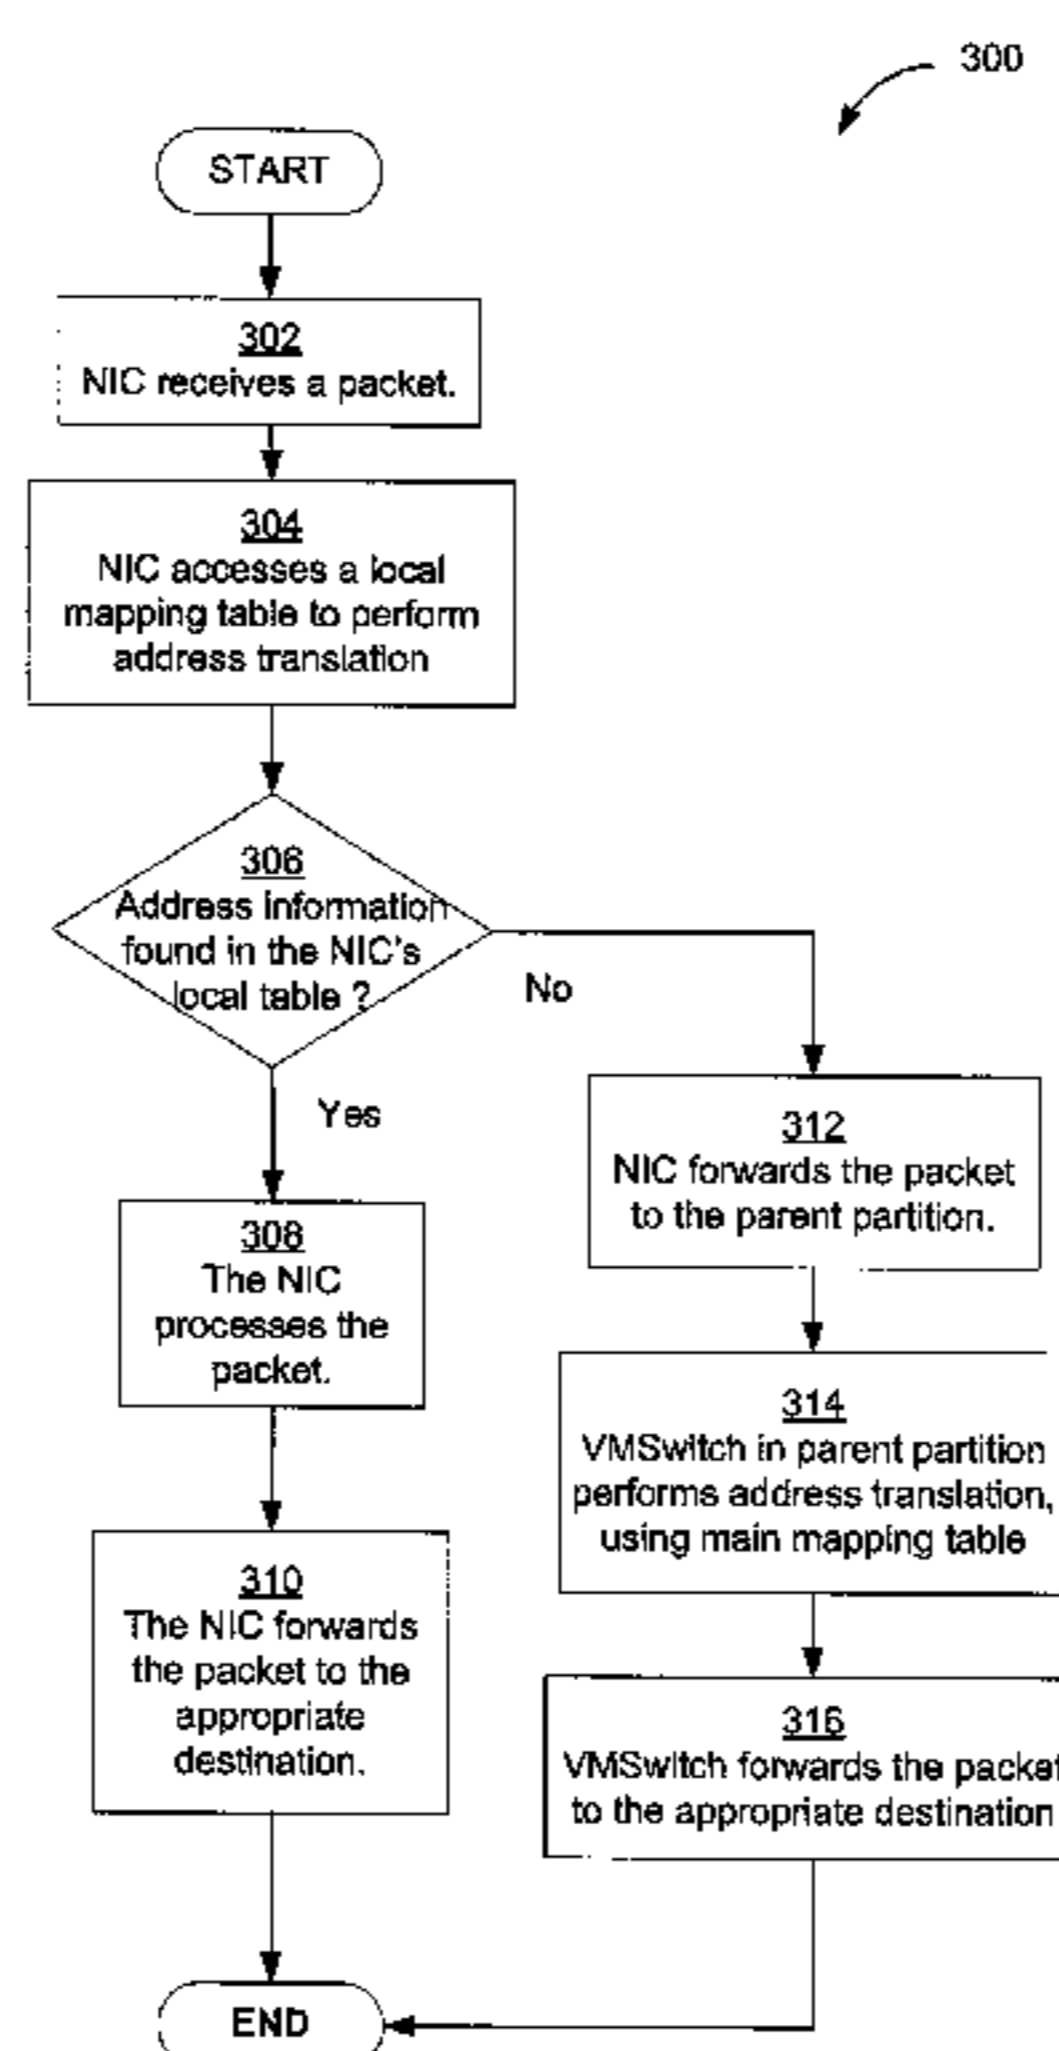 300
START
302
NIC receives a packet.
304
NIC accesses a local
mapping table to perform
address translation
306
Address information
found in the NIC's
local table ?
No
Yes
312
NIC forwards the packet
to the parent partition.
308
The NIC
processes the
packet.
314
VMSwitch in parent partition
performs address translation,
using main mapping table
310
The NIC forwards
the packet to the
appropriate
destination.
316
VMSwitch forwards the packet
to the appropriate destination
END